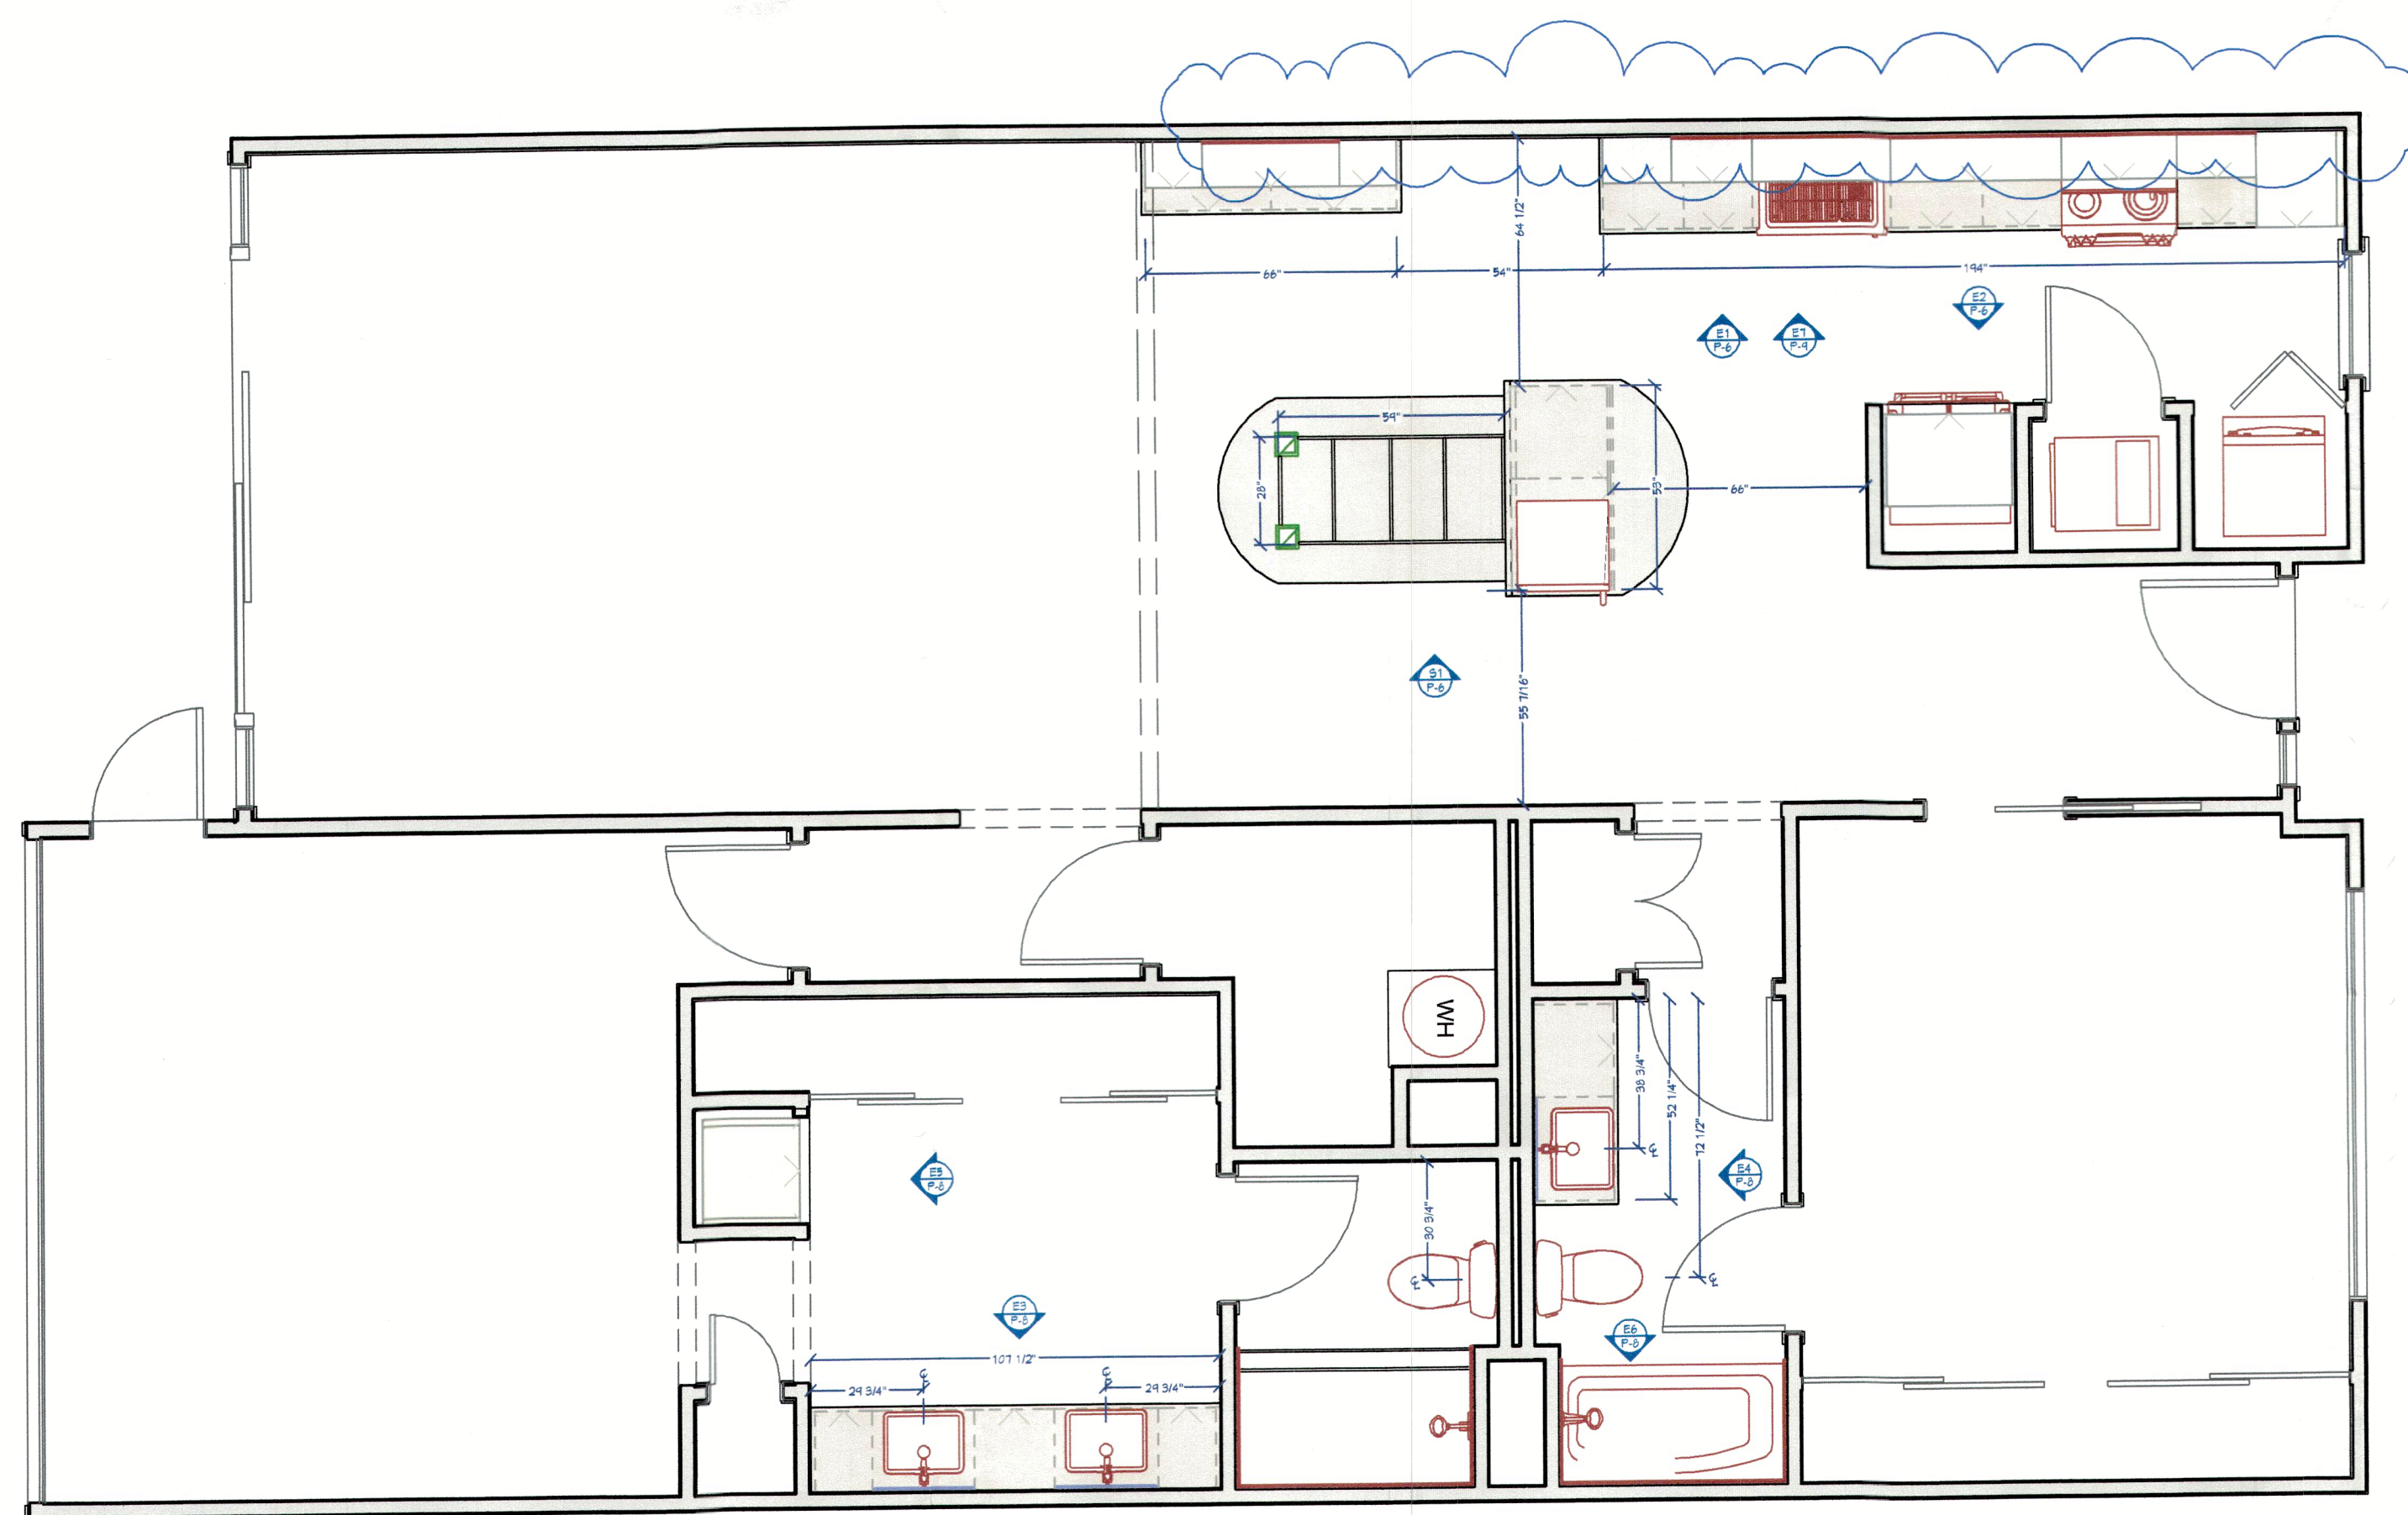 64 1/2"
66"
54"
194"
E2
P-6
E1
P-6
E7
P-9
59"
28"
53"
66"
S1
P-6
55 7/16"
WH
38 3/4"
52 1/4"
72 1/2"
E5
P-8
E4
P-8
30 3/4"
℄
℄
℄
E3
P-8
E6
P-8
107 1/2"
℄
℄
29 3/4"
29 3/4"